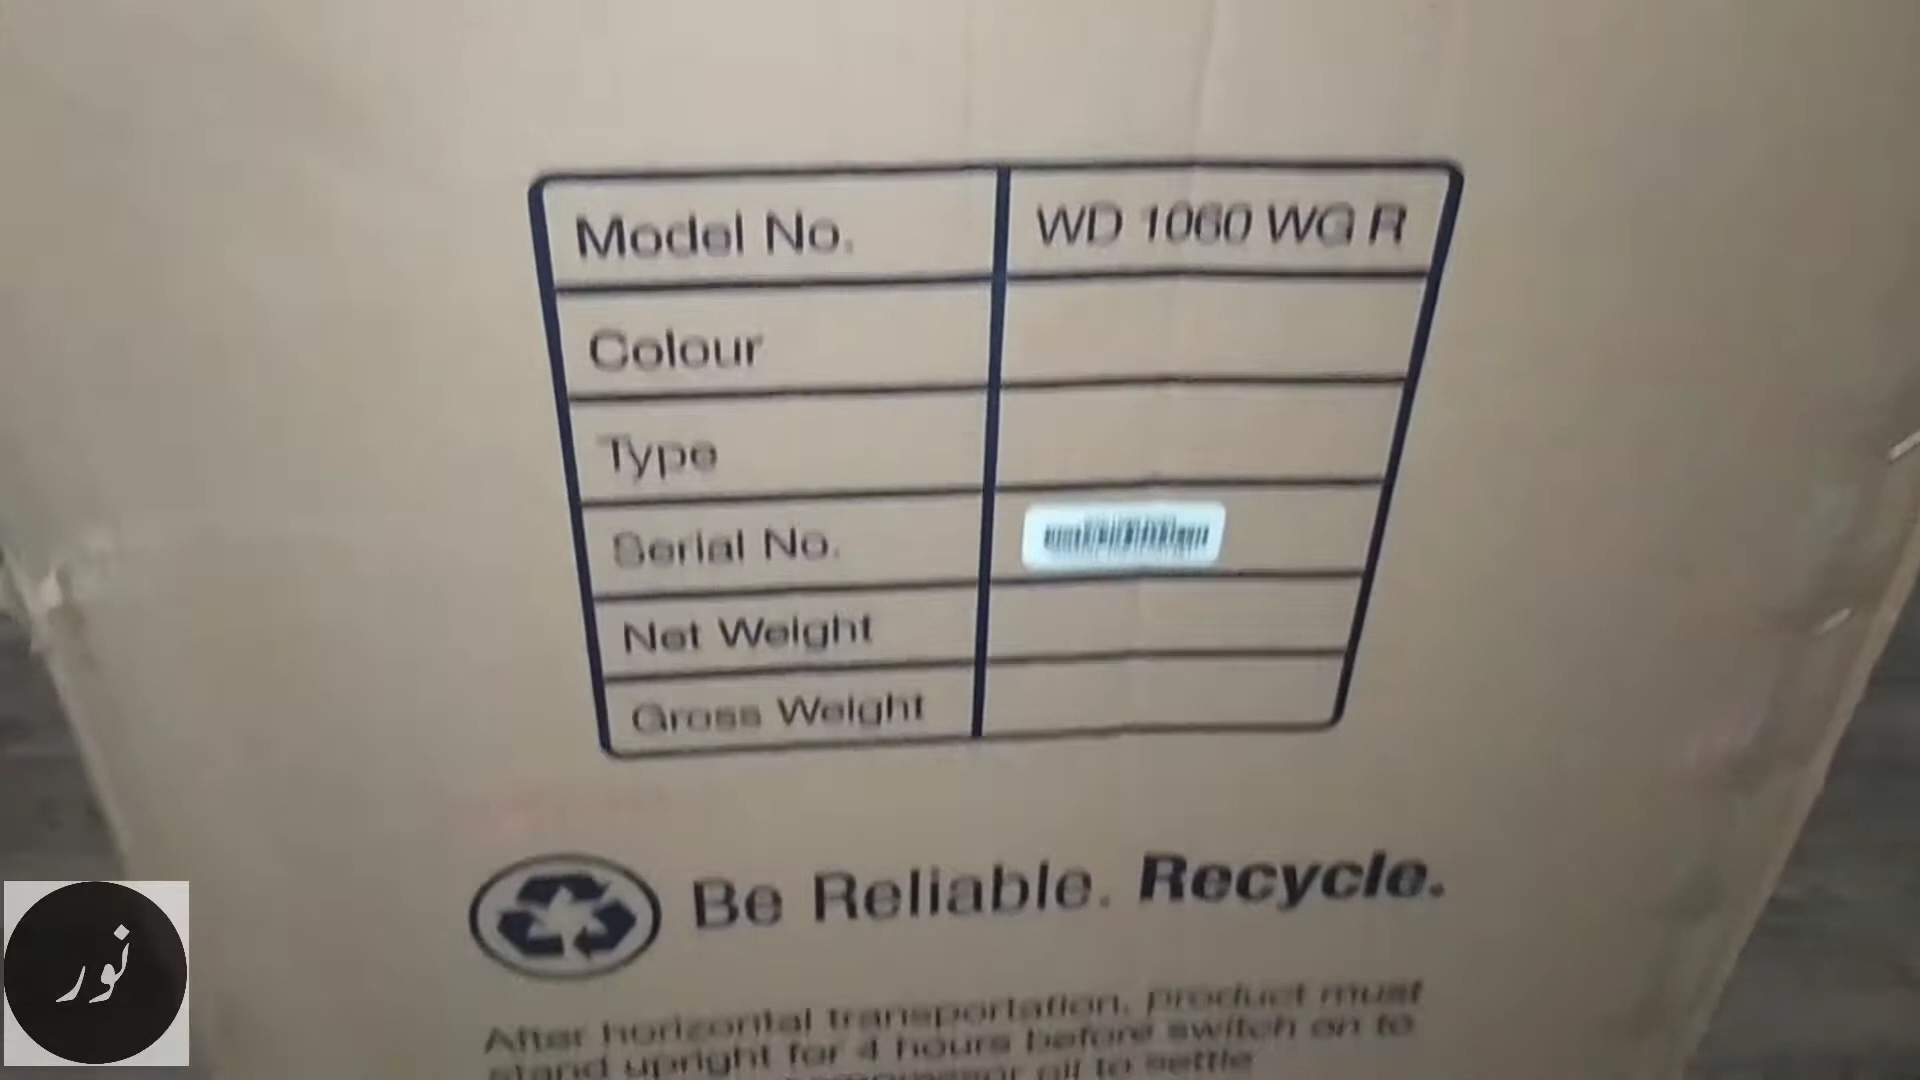 Model No. WD 1060 WG R
Colour
Type
Serial No.
Net Weight
Gross Weight
Be Reliable. Recycle.
After horizontal transportation, product must
stand upright for 4 hours before switch on to
compressor oil to settle
نور